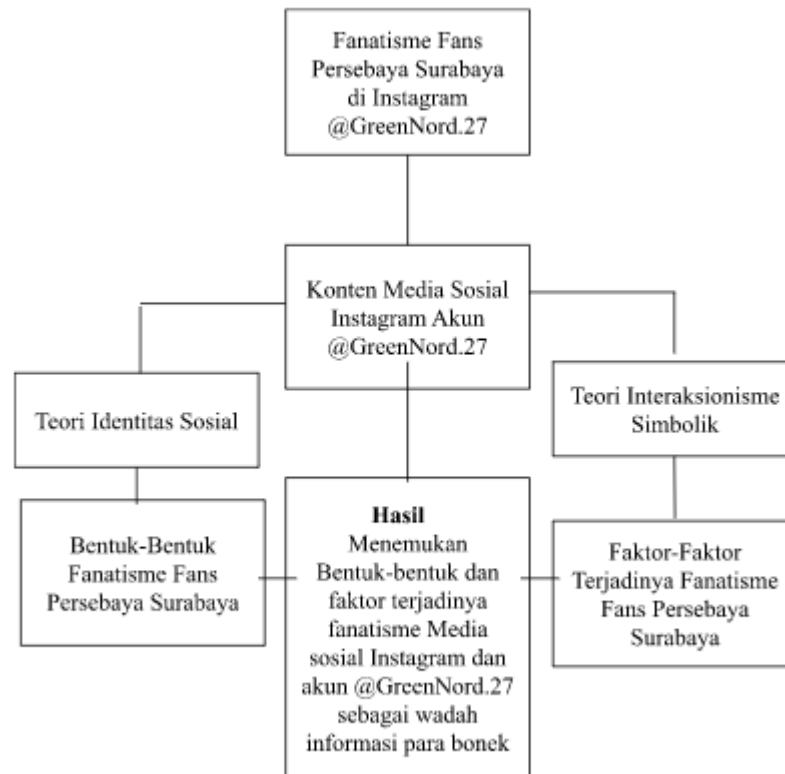 Fanatisme Fans
Persebaya Surabaya
di Instagram
@GreenNord.27
Konten Media Sosial
Instagram Akun
@GreenNord.27
Teori Identitas Sosial
Teori Interaksionisme
Simbolik
Bentuk-Bentuk
Fanatisme Fans
Persebaya Surabaya
Hasil
Menemukan
Bentuk-bentuk dan
faktor terjadinya
fanatisme Media
sosial Instagram dan
akun @GreenNord.27
sebagai wadah
informasi para bonek
Faktor-Faktor
Terjadinya Fanatisme
Fans Persebaya
Surabaya